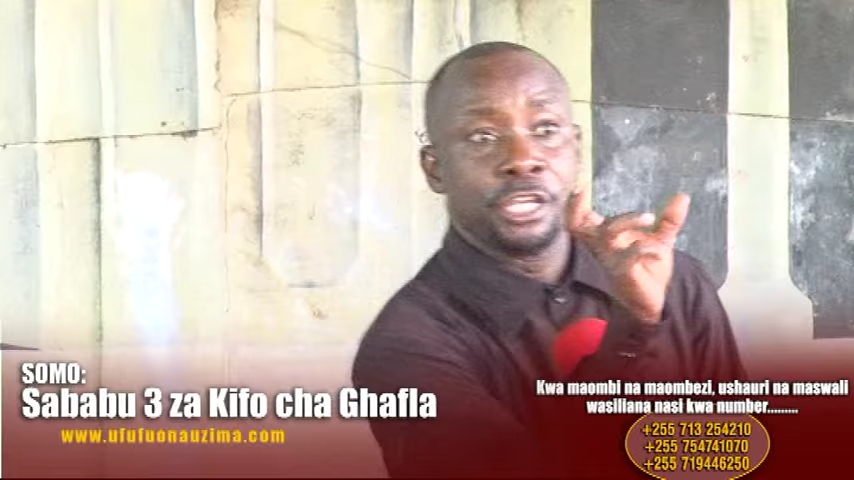 SOMO:
Sababu 3 za Kifo cha Ghafla
www.ufufuonauzima.com
Kwa maombi na maombezi, ushauri na maswali
wasiliana nasi kwa number.........
+255 713 254210
+255 754741070
+255 719446250